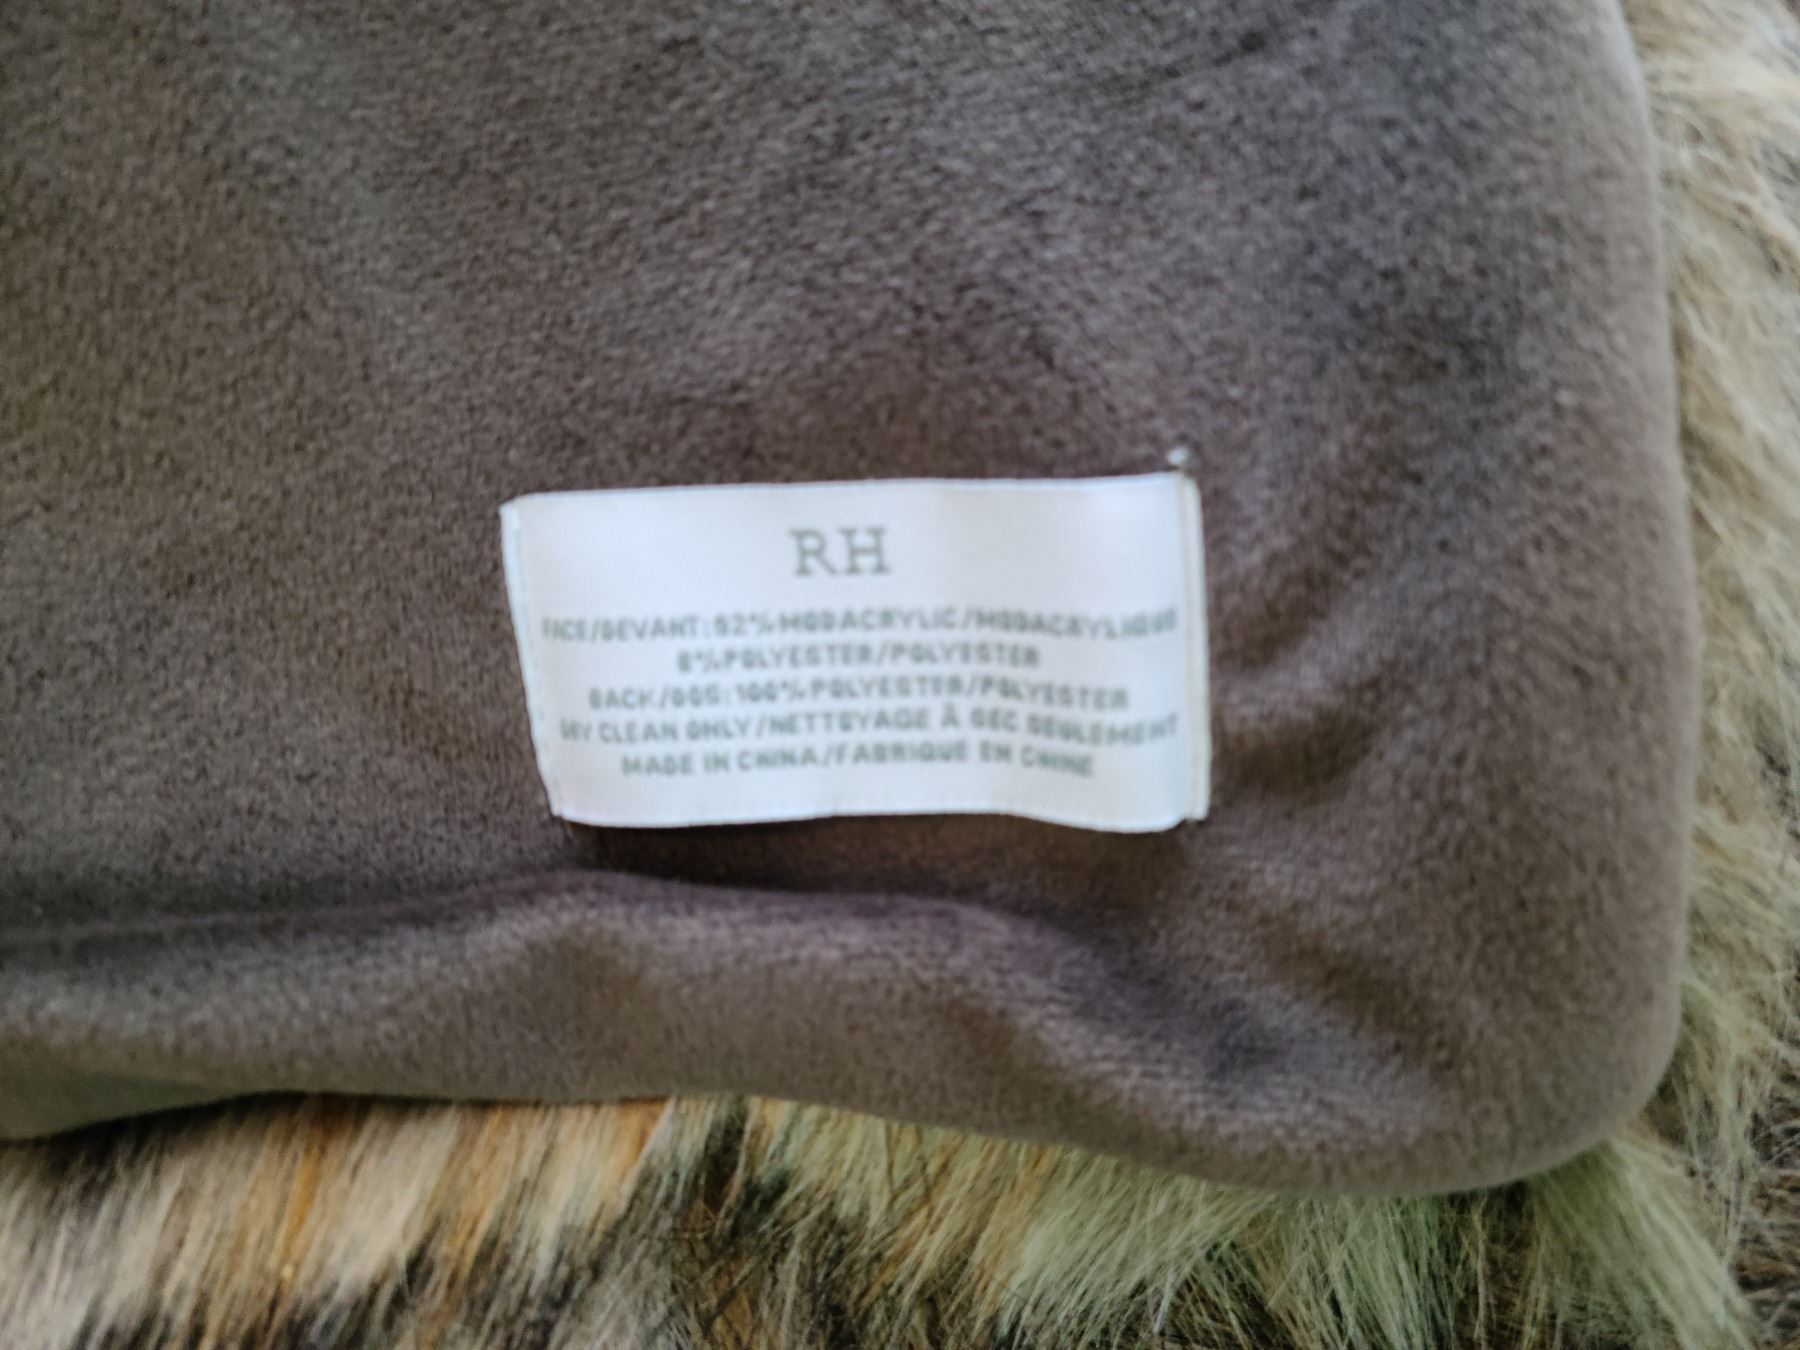 RH
FACE/DEVANT: 92% MODACRYLIC/MODACRYLIQUE
8% POLYESTER/POLYESTER
BACK/DOS: 100% POLYESTER/POLYESTER
DRY CLEAN ONLY/NETTOYAGE À SEC SEULEMENT
MADE IN CHINA/FABRIQUE EN CHINE